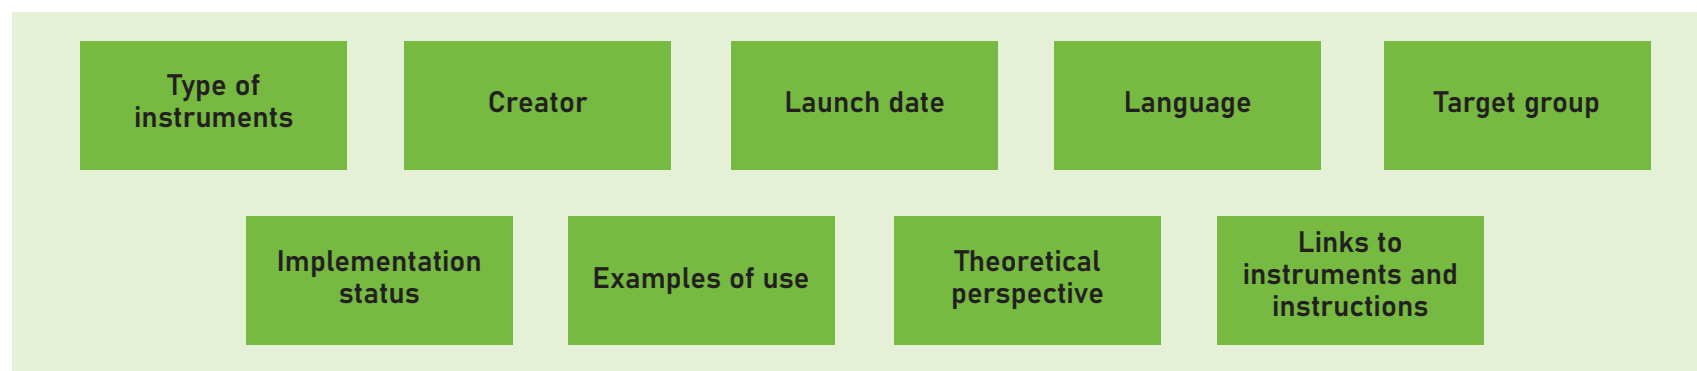 Type of
instruments
Creator
Launch date
Language
Target group
Implementation
status
Examples of use
Theoretical
perspective
Links to
instruments and
instructions